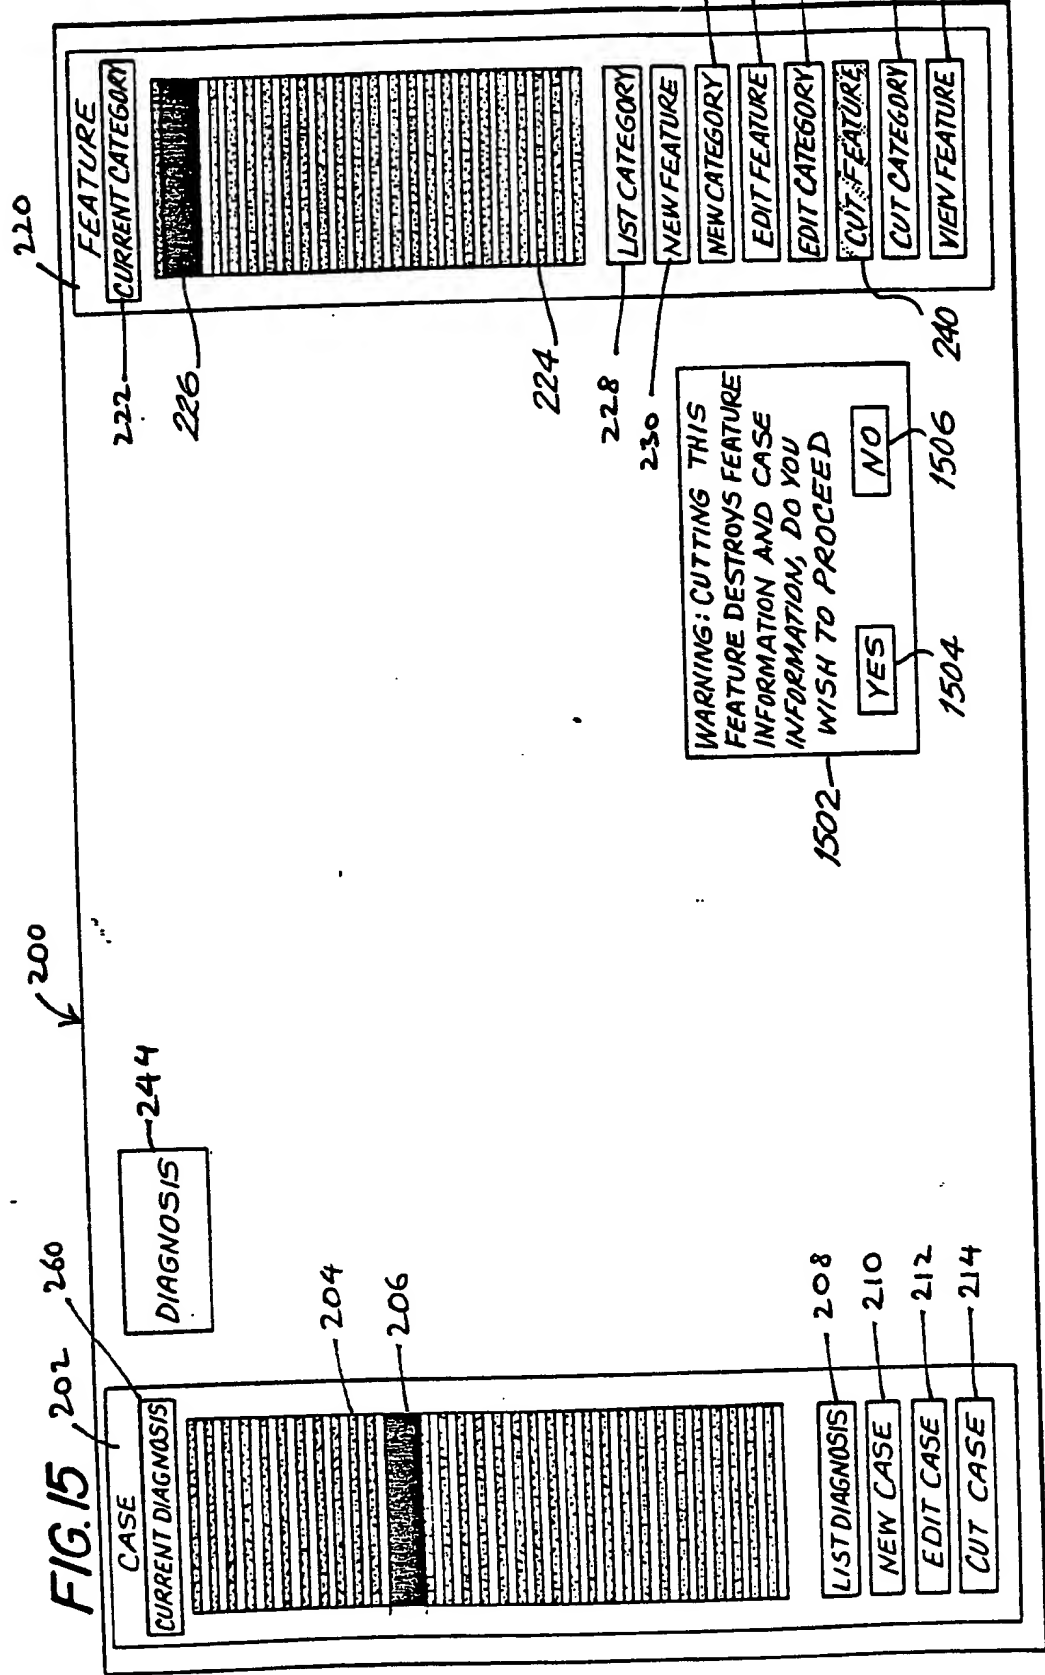 FIG. 15
200
CASE
202
260
CURRENT DIAGNOSIS
204
206
LIST DIAGNOSIS
208
NEW CASE
210
EDIT CASE
212
CUT CASE
214
DIAGNOSIS
244
WARNING: CUTTING THIS
FEATURE DESTROYS FEATURE
INFORMATION AND CASE
INFORMATION, DO YOU
WISH TO PROCEED
YES
NO
1502
1504
1506
220
FEATURE
CURRENT CATEGORY
222
226
224
LIST CATEGORY
228
NEW FEATURE
230
NEW CATEGORY
EDIT FEATURE
EDIT CATEGORY
CUT FEATURE
240
CUT CATEGORY
VIEN FEATURE